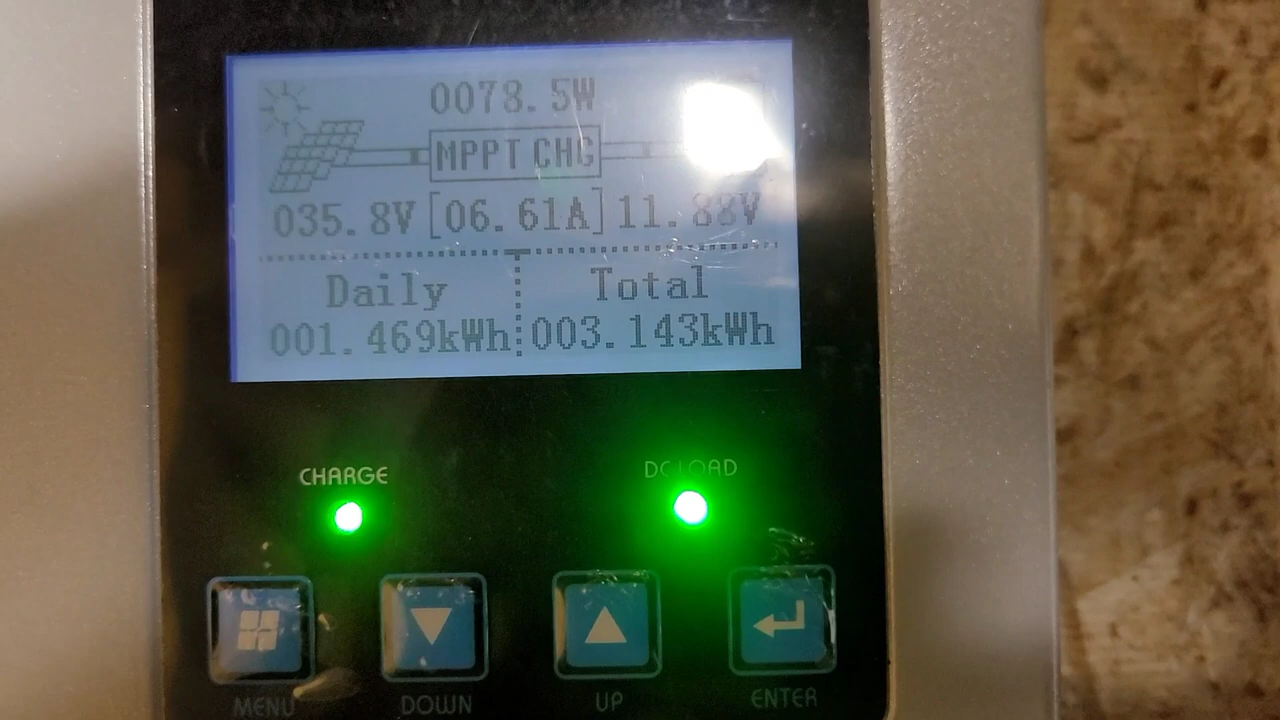 0078.5W
MPPT CHG
035.8V [06.61A] 11.88V
Daily
Total
001.469kWh 003.143kWh
CHARGE
DC LOAD
MENU
DOWN
UP
ENTER